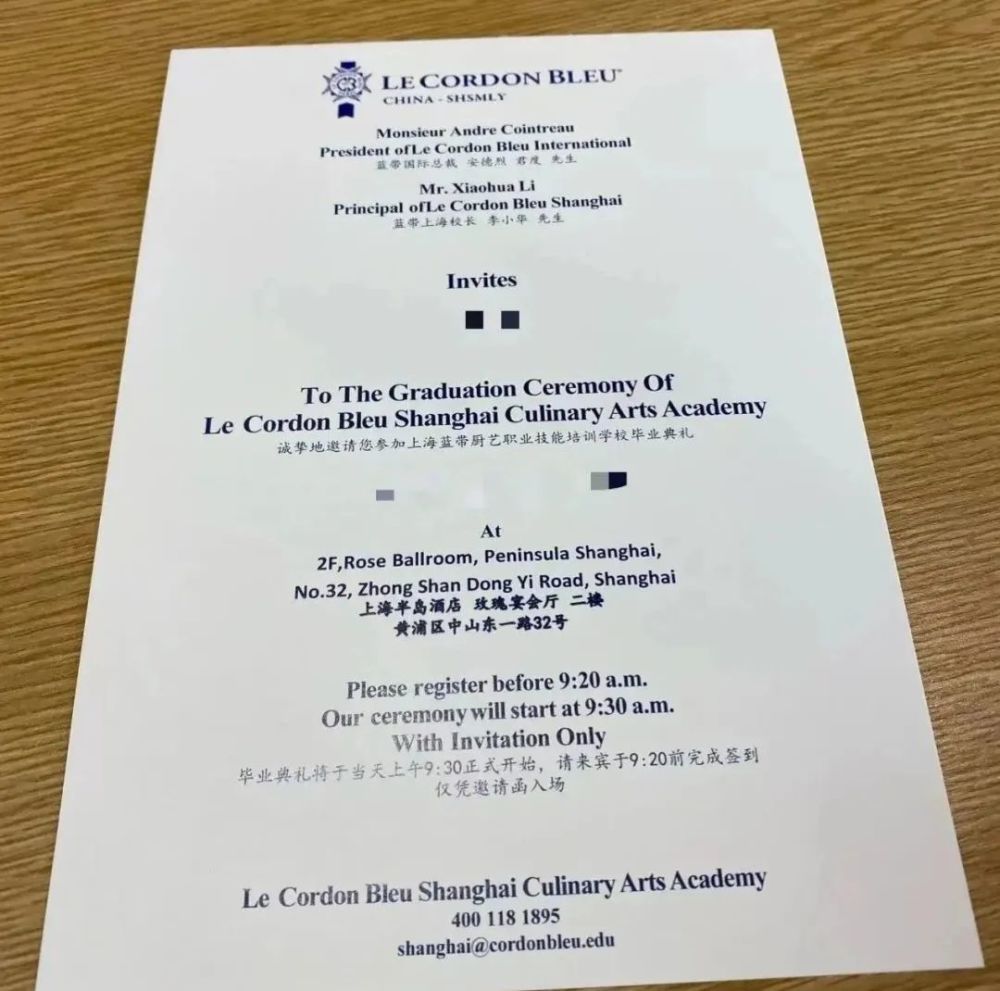 LE CORDON BLEU®
CHINA - SHSMLY
Monsieur Andre Cointreau
President ofLe Cordon Bleu International
蓝带国际总裁 安德烈 君度 先生
Mr. Xiaohua Li
Principal ofLe Cordon Bleu Shanghai
蓝带上海校长 李小华 先生
Invites
To The Graduation Ceremony Of
Le Cordon Bleu Shanghai Culinary Arts Academy
诚挚地邀请您参加上海蓝带厨艺职业技能培训学校毕业典礼
At
2F,Rose Ballroom, Peninsula Shanghai,
No.32, Zhong Shan Dong Yi Road, Shanghai
上海半岛酒店 玫瑰宴会厅 二楼
黄浦区中山东一路32号
Please register before 9:20 a.m.
Our ceremony will start at 9:30 a.m.
With Invitation Only
毕业典礼将于当天上午9:30正式开始，请来宾于9:20前完成签到
仅凭邀请函入场
Le Cordon Bleu Shanghai Culinary Arts Academy
400 118 1895
shanghai@cordonbleu.edu